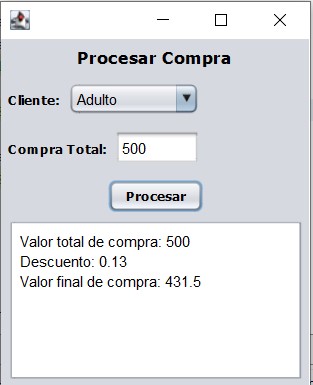 Procesar Compra
Cliente: Adulto
Compra Total: 500
Procesar
Valor total de compra: 500
Descuento: 0.13
Valor final de compra: 431.5